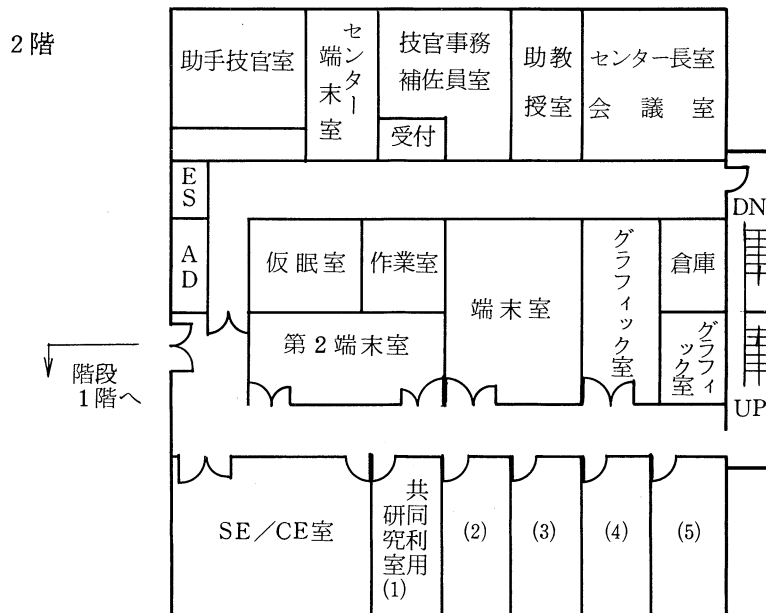 2階
助手技官室
センター
端末室
技官事務
補佐員室
受付
助教
授室
センター長室
会議室
ES
AD
DN
仮眠室
作業室
端末室
グラフィック室
倉庫
第2端末室
グラフィ
ック室
階段
1階へ
UP
SE/CE室
共同利用
研究室
(1)
(2)
(3)
(4)
(5)